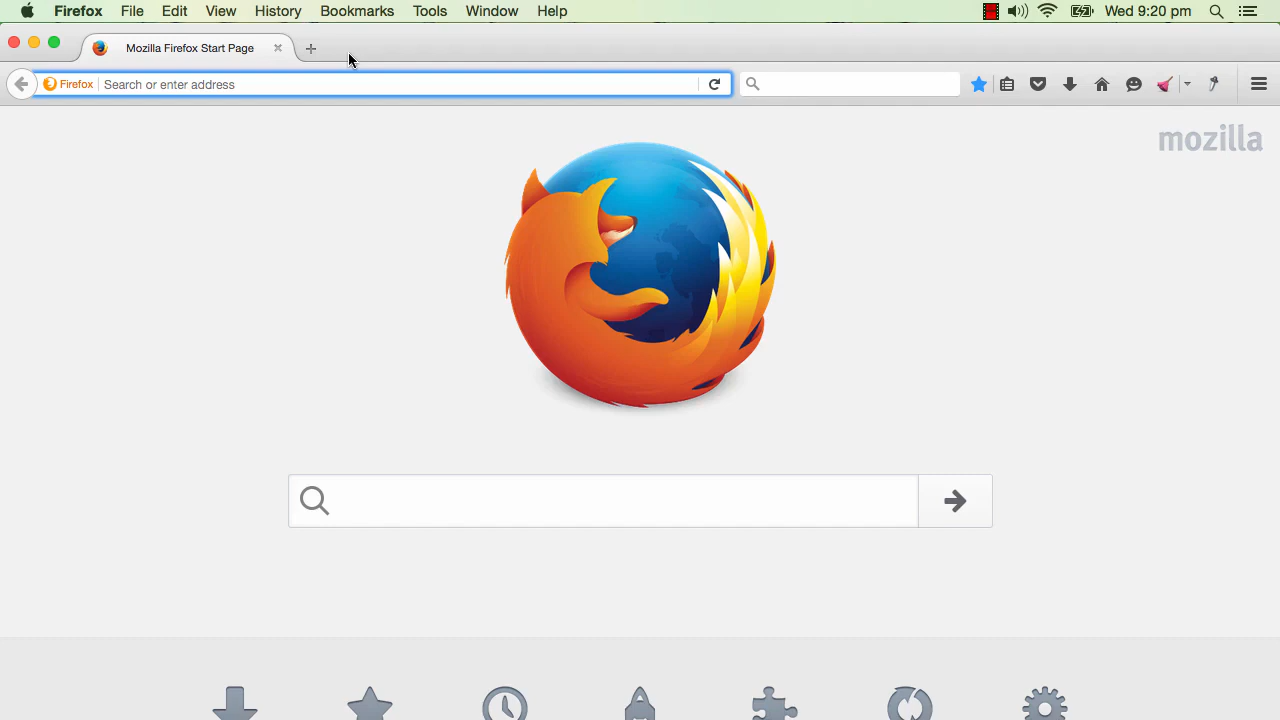 Firefox File Edit View History Bookmarks Tools Window Help Wed 9:20 pm
Mozilla Firefox Start Page
Firefox Search or enter address
mozilla